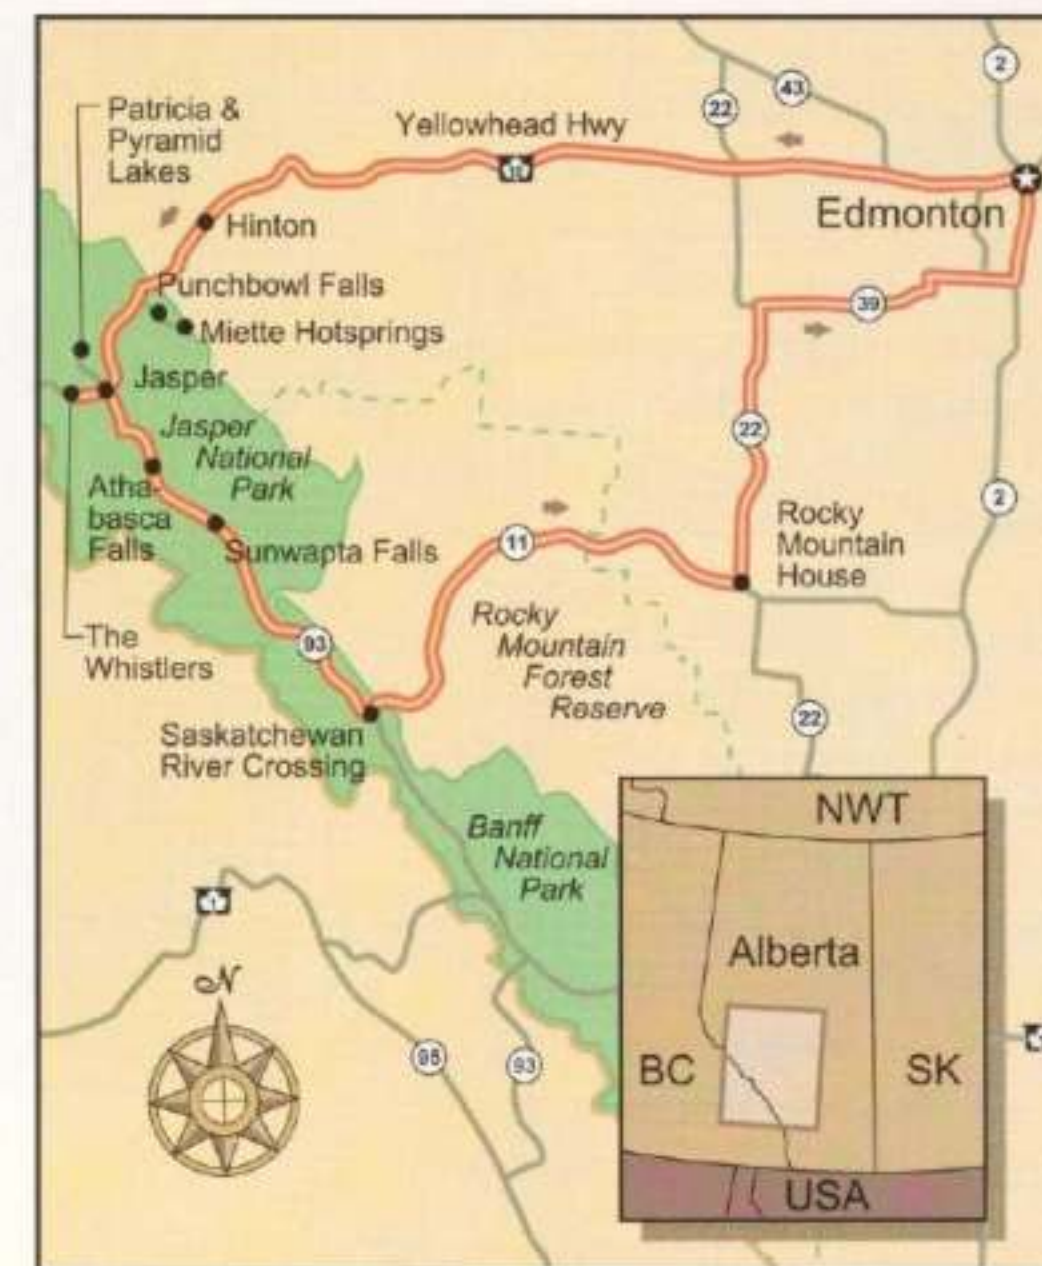 Patricia &
Pyramid
Lakes
Yellowhead Hwy
16
22
43
2
Edmonton
Hinton
Punchbowl Falls
Miette Hotsprings
39
Jasper
Jasper
National
Park
22
2
Atha-
basca
Falls
Sunwapta Falls
11
Rocky
Mountain
House
The
Whistlers
93
Rocky
Mountain
Forest
Reserve
22
Saskatchewan
River Crossing
Banff
National
Park
1
N
95
93
NWT
Alberta
BC
SK
USA